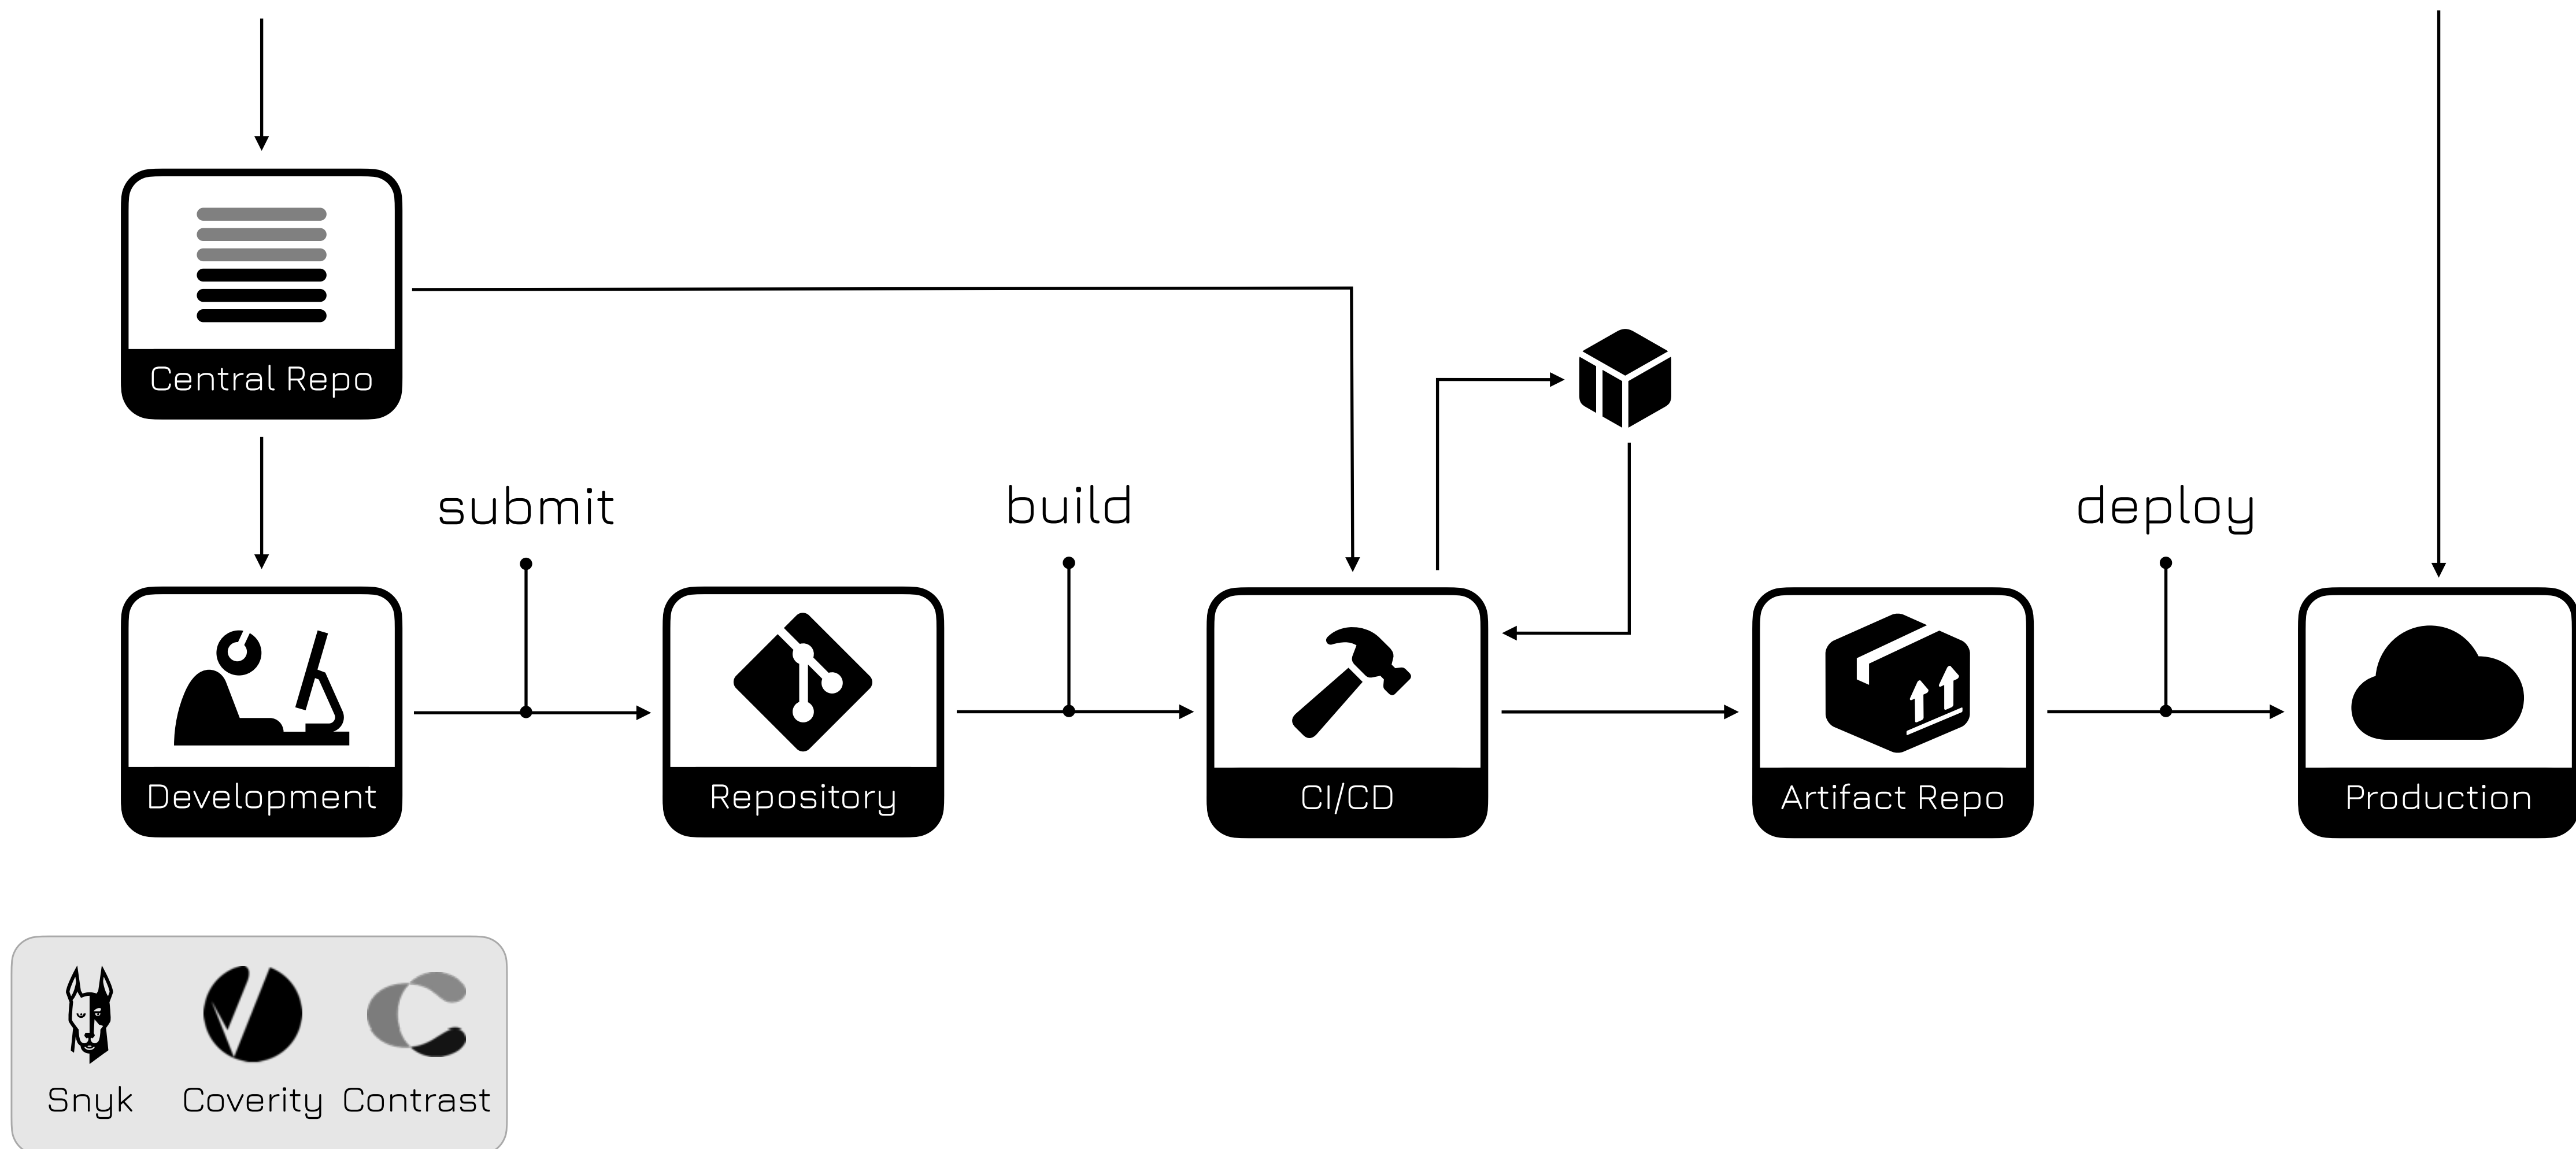 Central Repo
submit
build
deploy
Development
Repository
CI/CD
Artifact Repo
Production
Snyk
Coverity
Contrast